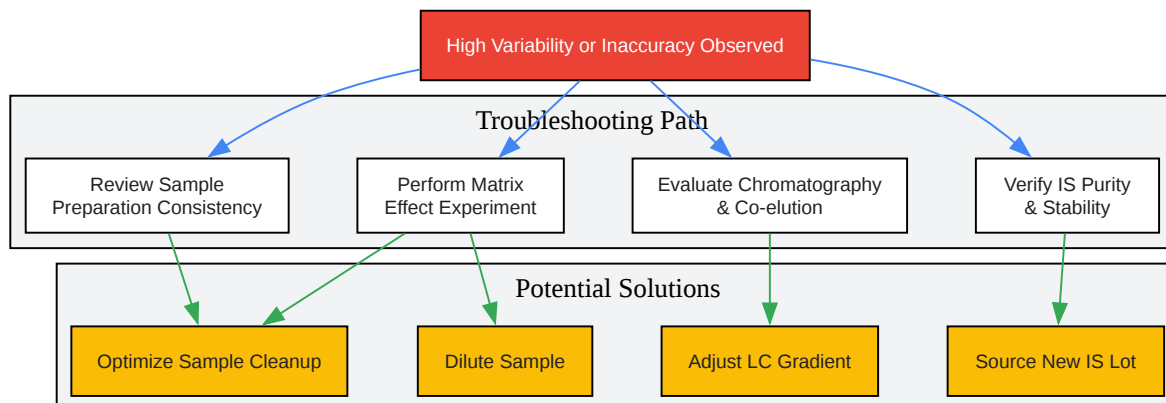 High Variability or Inaccuracy Observed
Troubleshooting Path
Review Sample
Preparation Consistency
Perform Matrix
Effect Experiment
Evaluate Chromatography
& Co-elution
Verify IS Purity
& Stability
Potential Solutions
Optimize Sample Cleanup
Dilute Sample
Adjust LC Gradient
Source New IS Lot